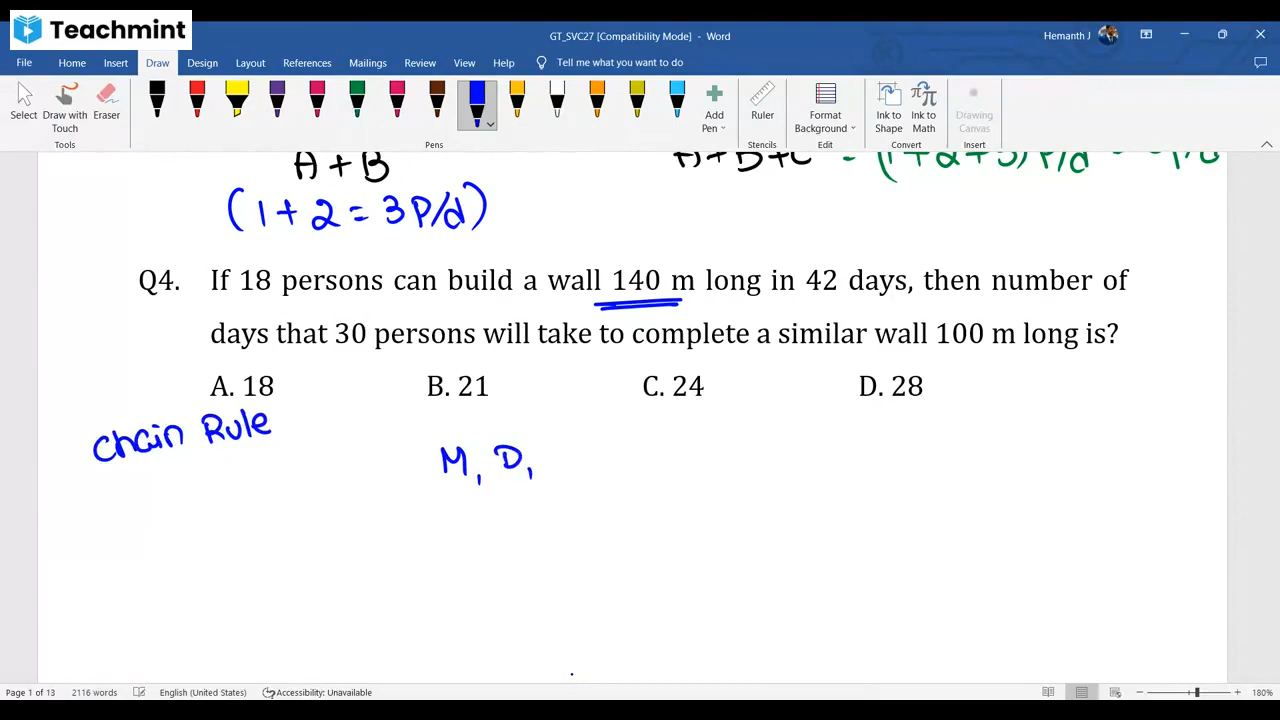 Teachmint
GT_SVC27 [Compatibility Mode] - Word
Hemanth J
File Home Insert Draw Design Layout References Mailings Review View Help Tell me what you want to do
Select Draw with Touch Eraser Add Pen Ruler Format Background Ink to Shape Ink to Math Drawing Canvas
Tools Pens Stencils Edit Convert Insert
A + B
A+B+C = (1+2+3) P/d =
(1 + 2 = 3 P/d)
Q4. If 18 persons can build a wall 140 m long in 42 days, then number of
days that 30 persons will take to complete a similar wall 100 m long is?
A. 18 B. 21 C. 24 D. 28
Chain Rule
M₁ D₁
Page 1 of 13 2116 words English (United States) Accessibility: Unavailable 180%